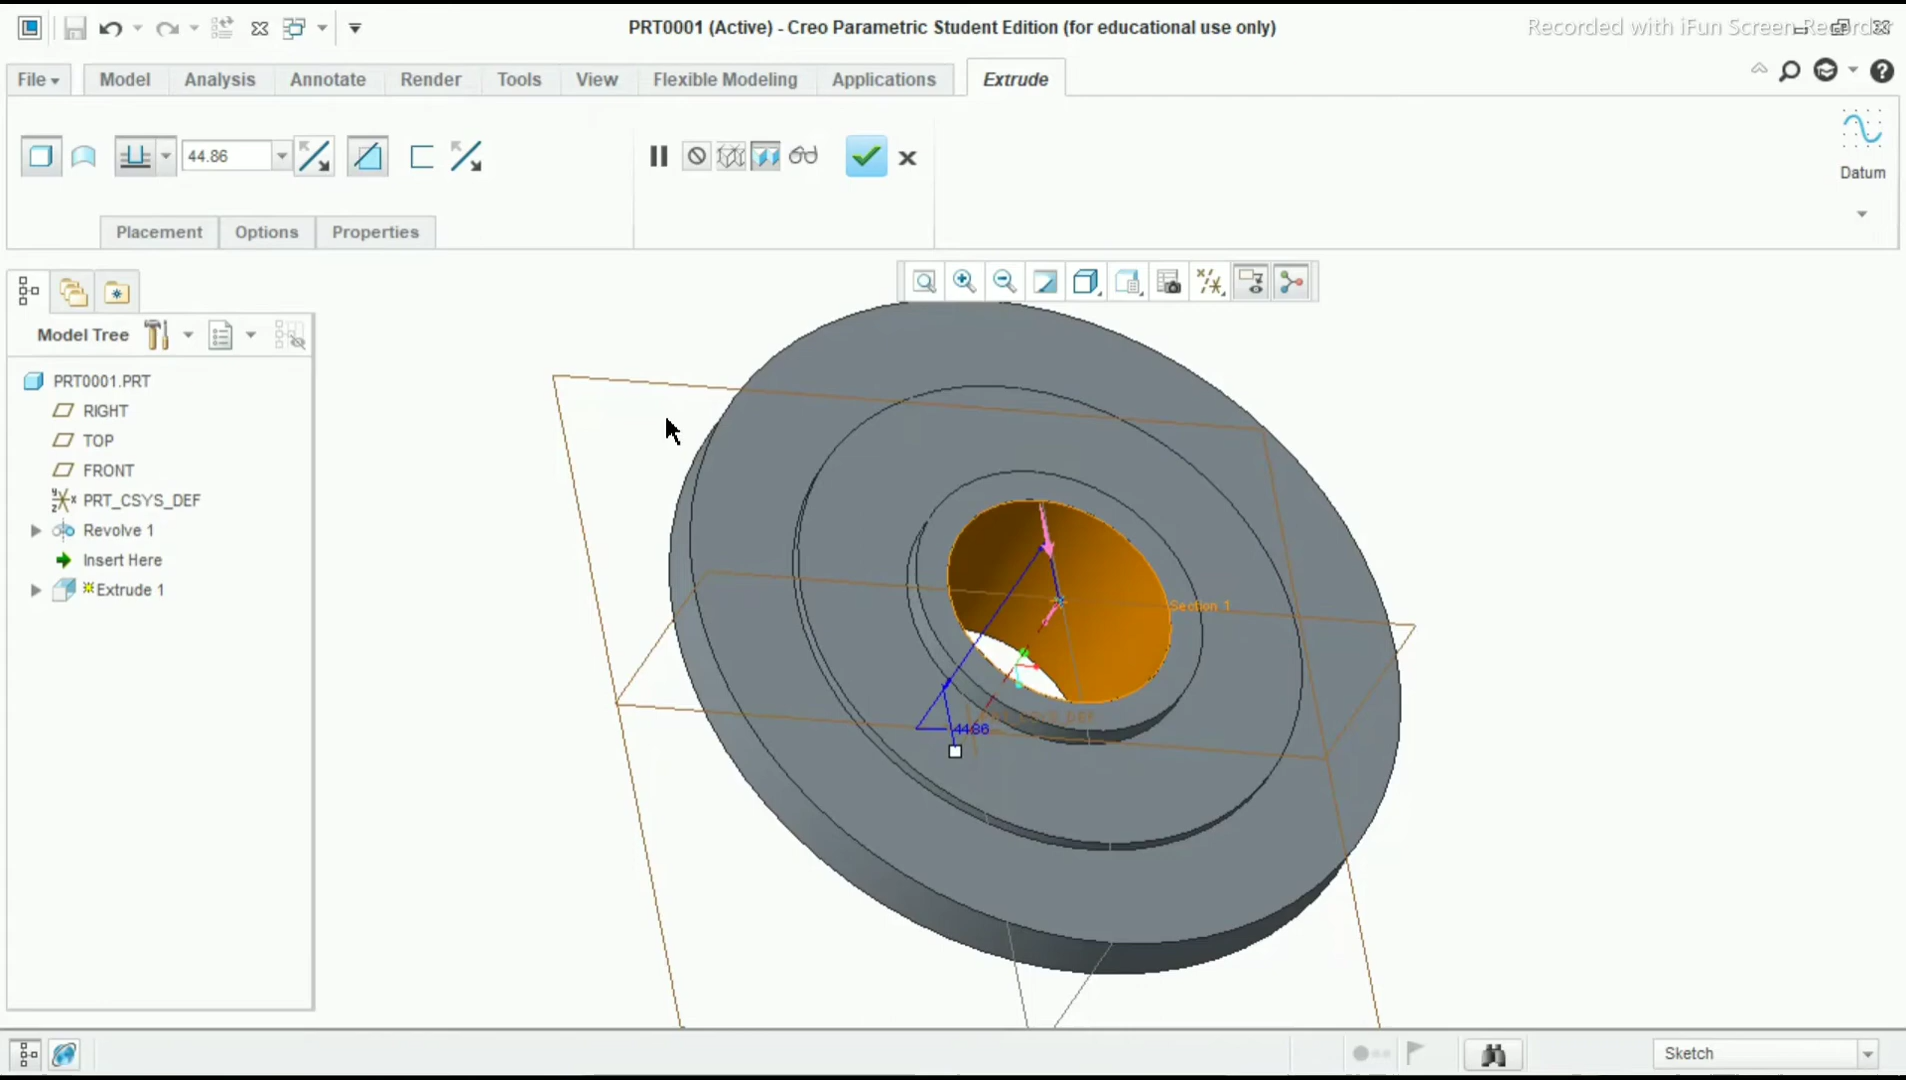 PRT0001 (Active) - Creo Parametric Student Edition (for educational use only)
Recorded with iFun Screen Recorder
File Model Analysis Annotate Render Tools View Flexible Modeling Applications Extrude
44.86
Datum
Placement Options Properties
Model Tree
PRT0001.PRT
RIGHT
TOP
FRONT
PRT_CSYS_DEF
Revolve 1
Insert Here
Extrude 1
Section 1
44.86
Sketch